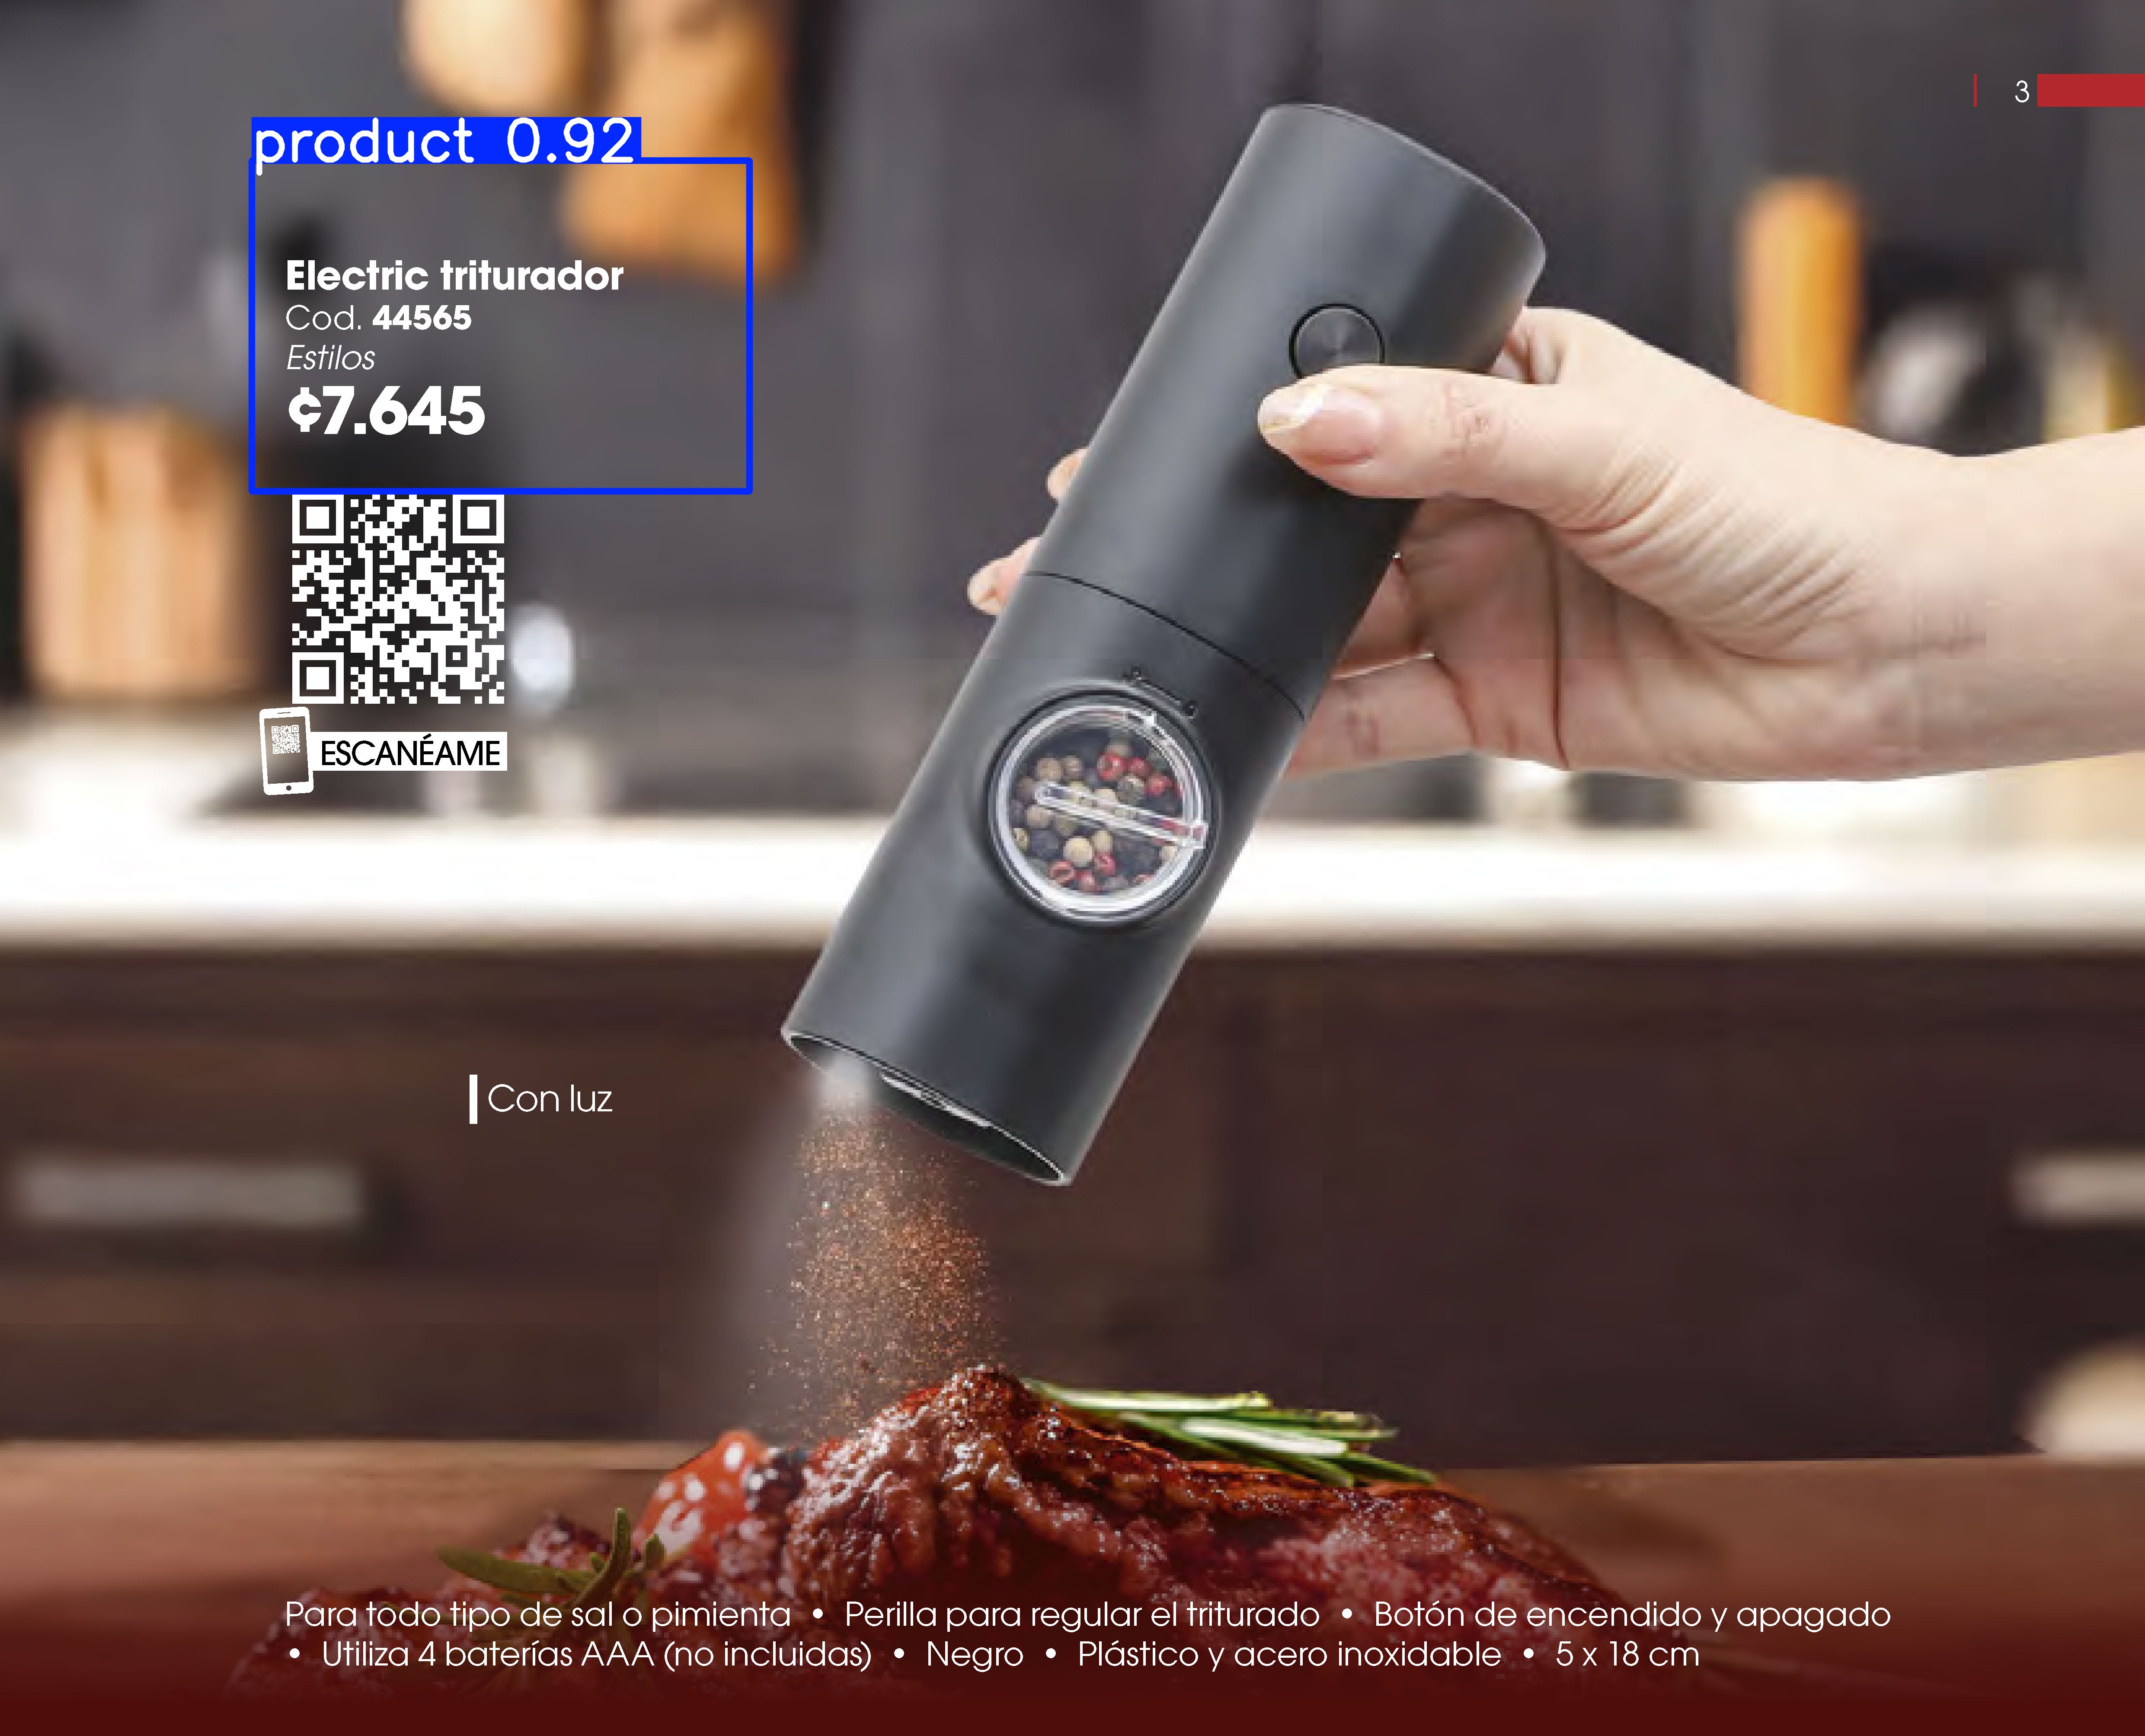 3
product 0.92
Electric triturador
Cod. 44565
Estilos
¢7.645
ESCANÉAME
Con luz
Para todo tipo de sal o pimienta • Perilla para regular el triturado • Botón de encendido y apagado
• Utiliza 4 baterías AAA (no incluidas) • Negro • Plástico y acero inoxidable • 5 x 18 cm